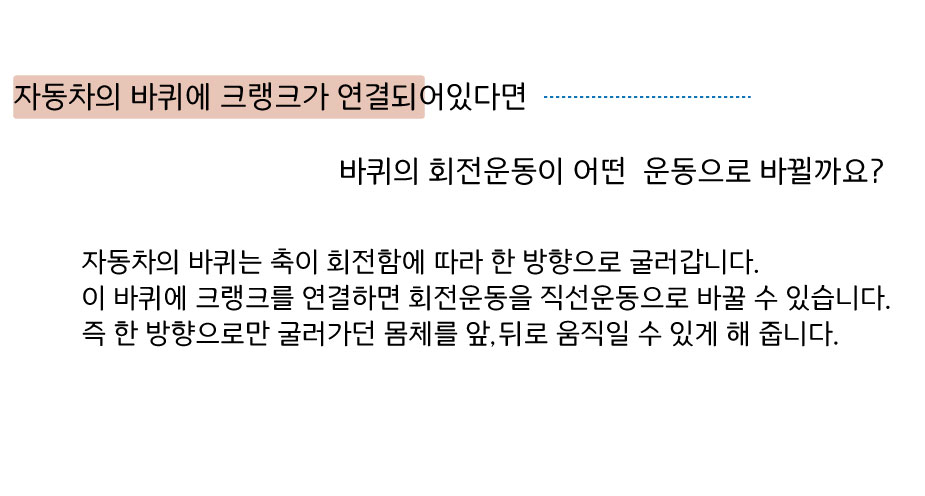 자동차의 바퀴에 크랭크가 연결되어있다면
바퀴의 회전운동이 어떤 운동으로 바뀔까요?
자동차의 바퀴는 축이 회전함에 따라 한 방향으로 굴러갑니다.
이 바퀴에 크랭크를 연결하면 회전운동을 직선운동으로 바꿀 수 있습니다.
즉 한 방향으로만 굴러가던 몸체를 앞,뒤로 움직일 수 있게 해 줍니다.